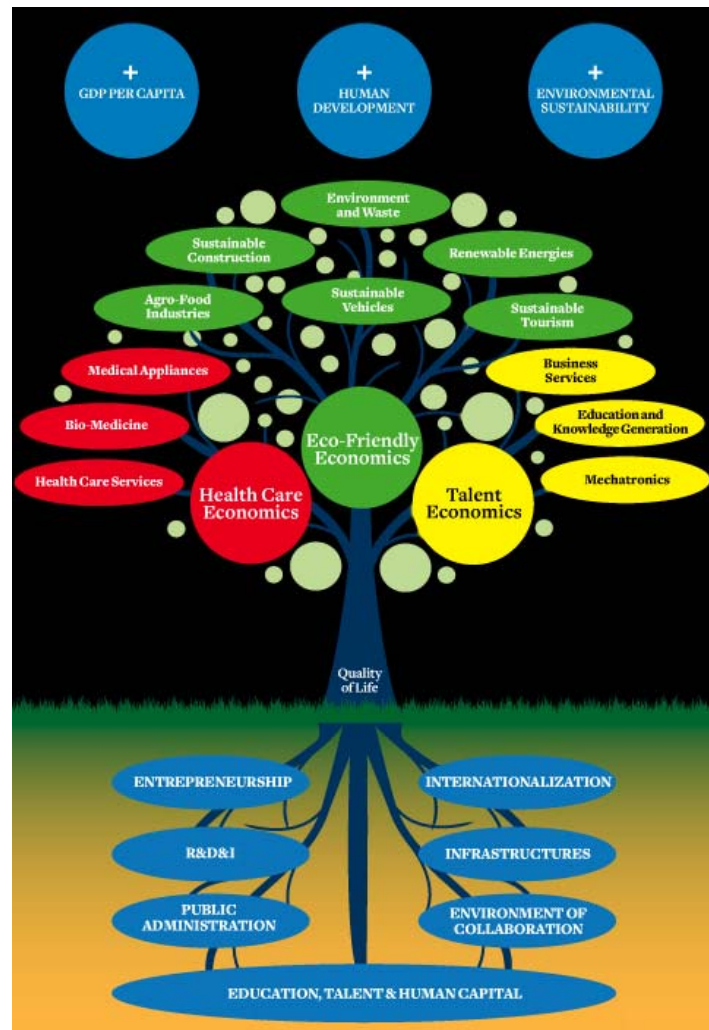 +
GDP PER CAPITA
+
HUMAN
DEVELOPMENT
+
ENVIRONMENTAL
SUSTAINABILITY
Environment
and Waste
Sustainable
Construction
Renewable Energies
Agro-Food
Industries
Sustainable
Vehicles
Sustainable
Tourism
Medical Appliances
Business
Services
Bio-Medicine
Education and
Knowledge Generation
Eco-Friendly
Economics
Health Care Services
Mechatronics
Health Care
Economics
Talent
Economics
Quality
of Life
ENTREPRENEURSHIP
INTERNATIONALIZATION
R&D&I
INFRASTRUCTURES
PUBLIC
ADMINISTRATION
ENVIRONMENT OF
COLLABORATION
EDUCATION, TALENT & HUMAN CAPITAL